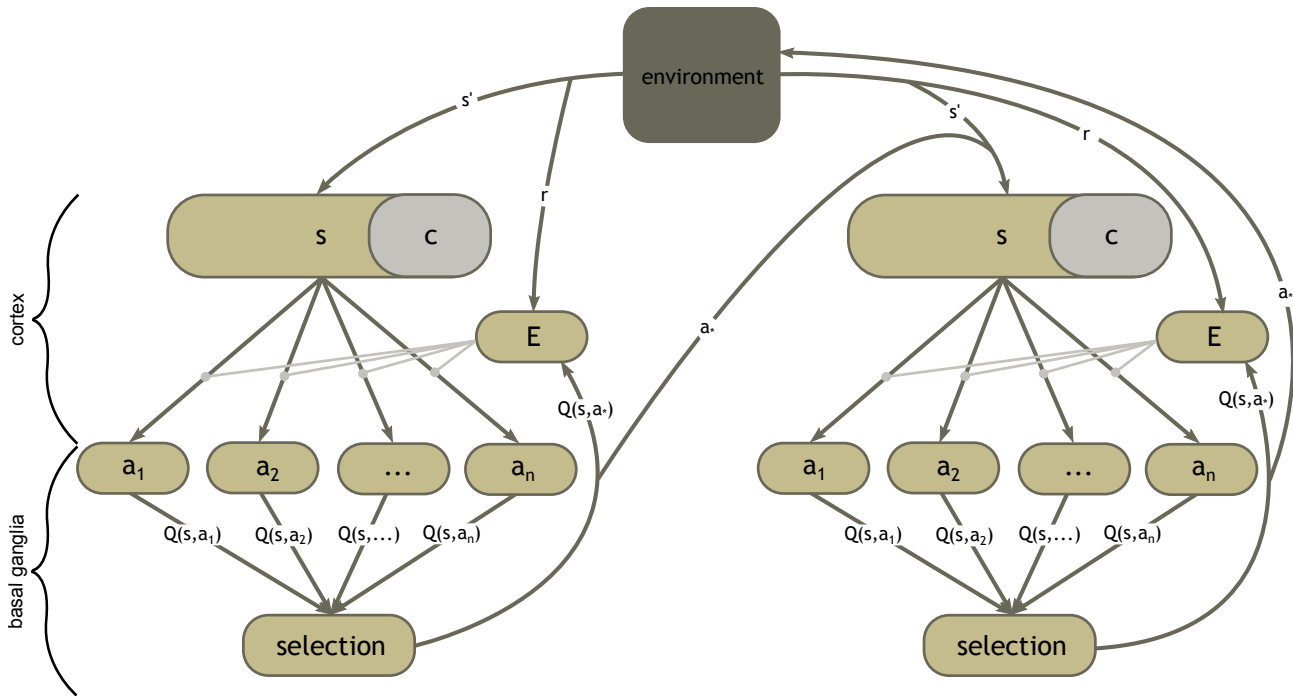 environment
s'
s'
r
r
s
c
s
c
cortex
E
E
a*
a*
Q(s,a*)
Q(s,a*)
a₁
a₂
...
aₙ
a₁
a₂
...
aₙ
Q(s,a₁)
Q(s,a₂)
Q(s,...)
Q(s,aₙ)
Q(s,a₁)
Q(s,a₂)
Q(s,...)
Q(s,aₙ)
basal ganglia
selection
selection